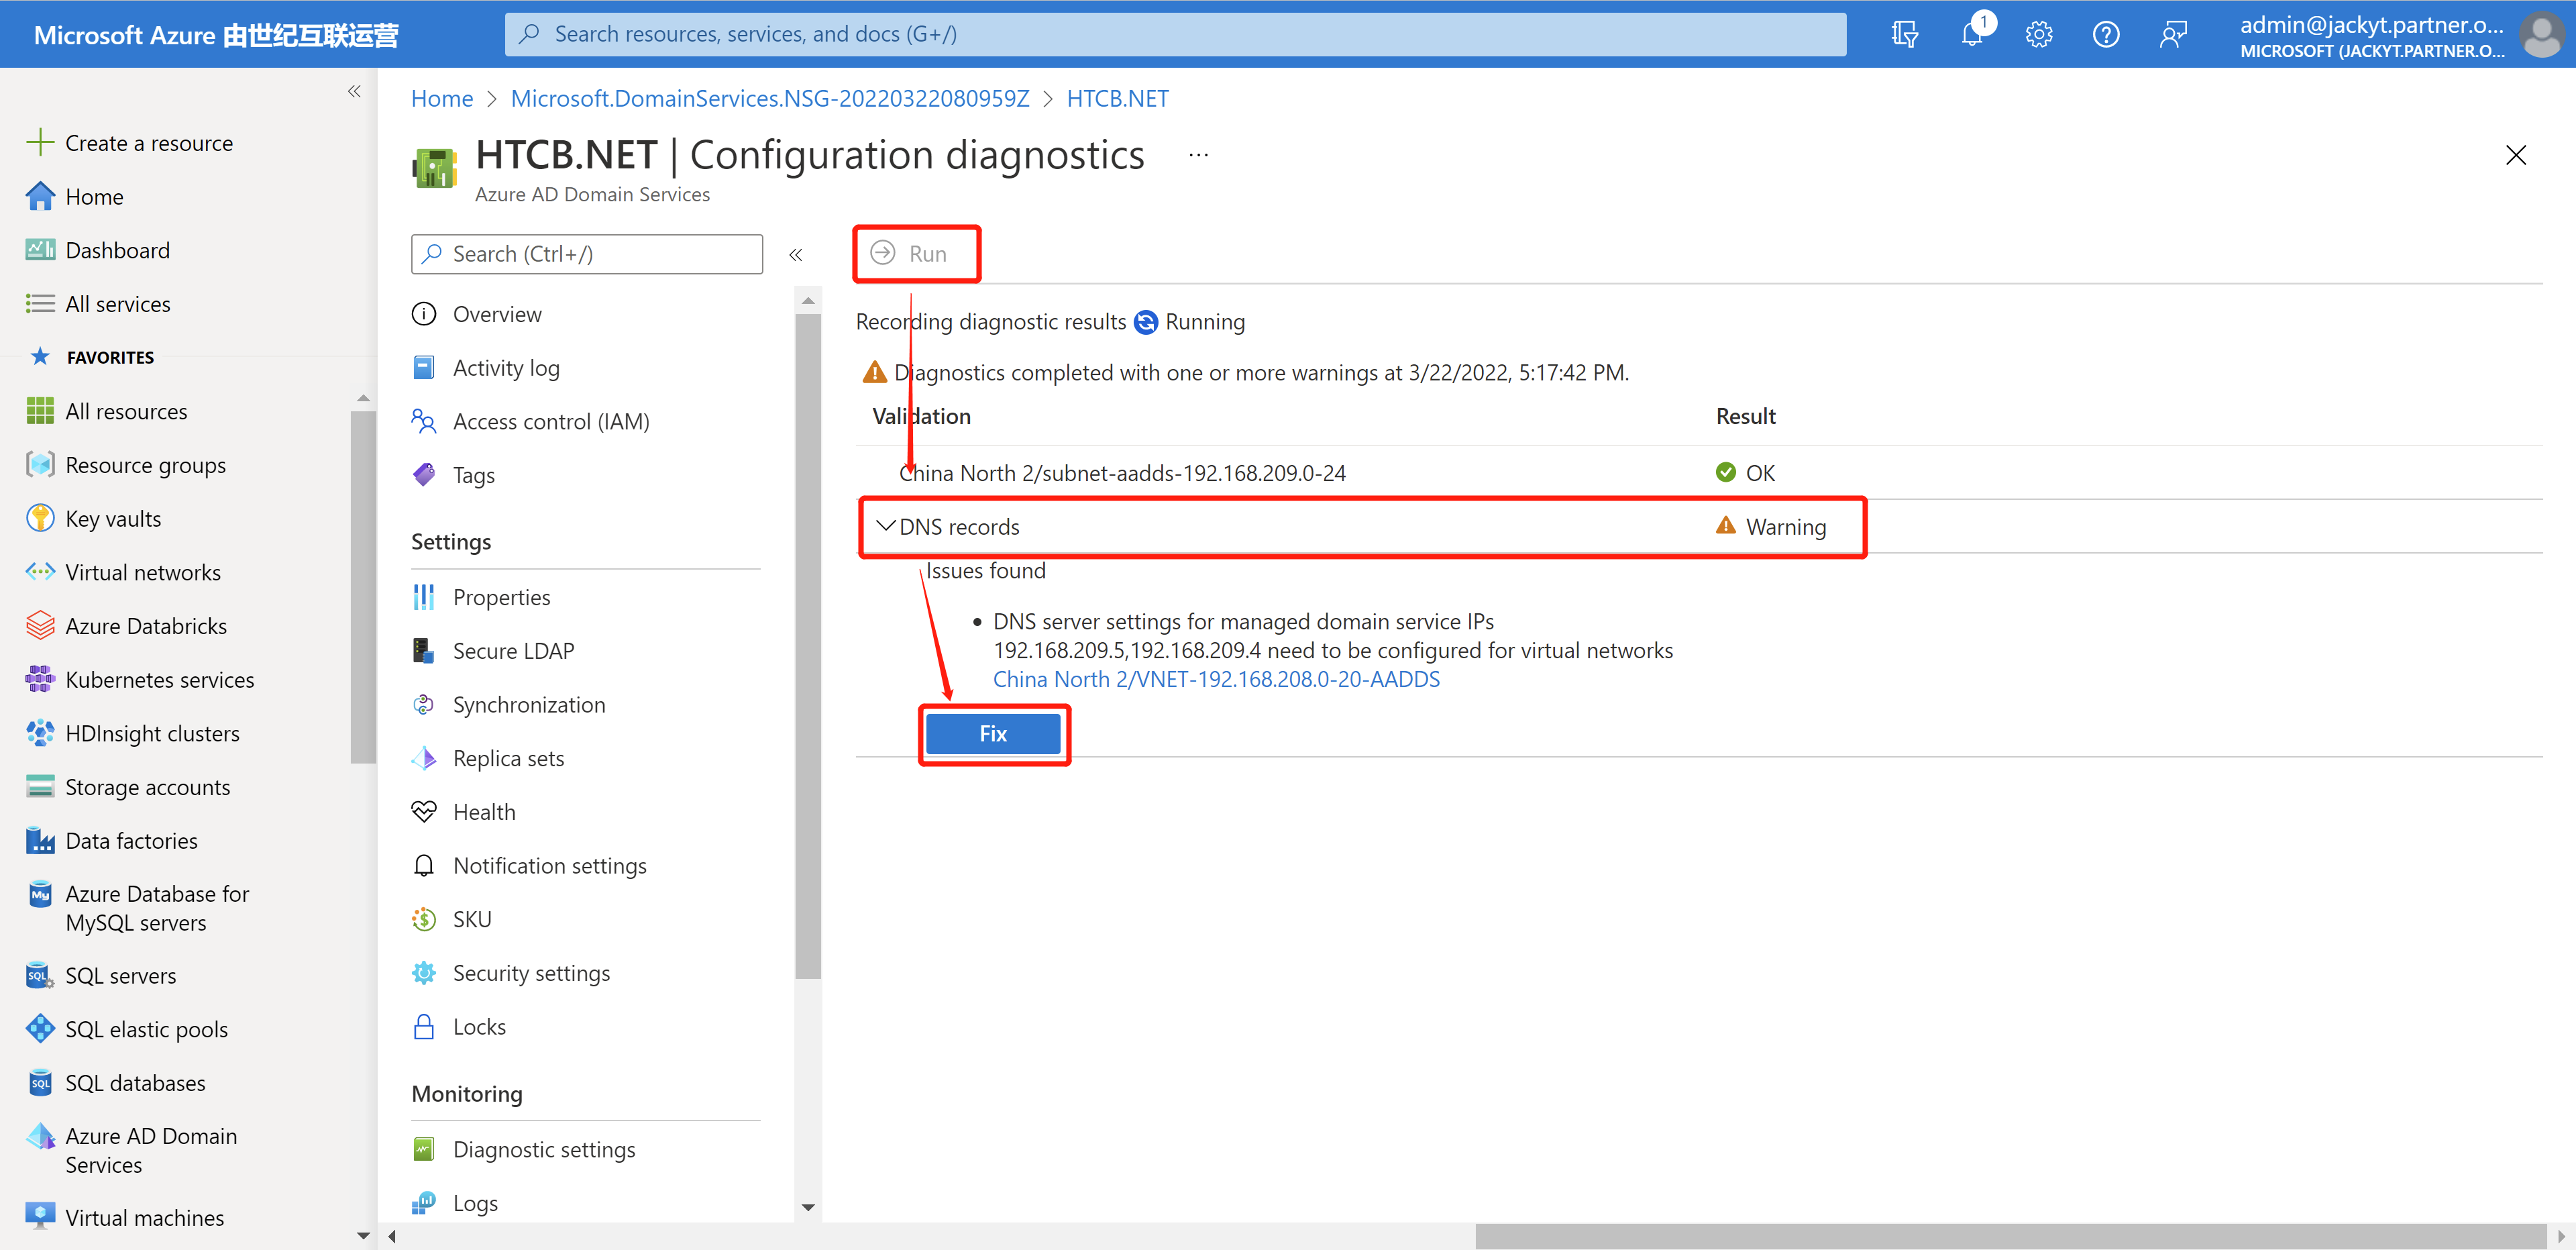 Microsoft Azure 由世纪互联运营
Search resources, services, and docs (G+/)
1
admin@jackyt.partner.o...
MICROSOFT (JACKYT.PARTNER.O...
Create a resource
Home
Dashboard
All services
FAVORITES
All resources
Resource groups
Key vaults
Virtual networks
Azure Databricks
Kubernetes services
HDInsight clusters
Storage accounts
Data factories
Azure Database for
MySQL servers
SQL servers
SQL elastic pools
SQL databases
Azure AD Domain
Services
Virtual machines
Home > Microsoft.DomainServices.NSG-20220322080959Z > HTCB.NET
HTCB.NET | Configuration diagnostics ...
Azure AD Domain Services
Search (Ctrl+/)
Overview
Activity log
Access control (IAM)
Tags
Settings
Properties
Secure LDAP
Synchronization
Replica sets
Health
Notification settings
SKU
Security settings
Locks
Monitoring
Diagnostic settings
Logs
Run
Recording diagnostic results Running
Diagnostics completed with one or more warnings at 3/22/2022, 5:17:42 PM.
Validation Result
China North 2/subnet-aadds-192.168.209.0-24 OK
DNS records Warning
Issues found
• DNS server settings for managed domain service IPs
192.168.209.5,192.168.209.4 need to be configured for virtual networks
China North 2/VNET-192.168.208.0-20-AADDS
Fix